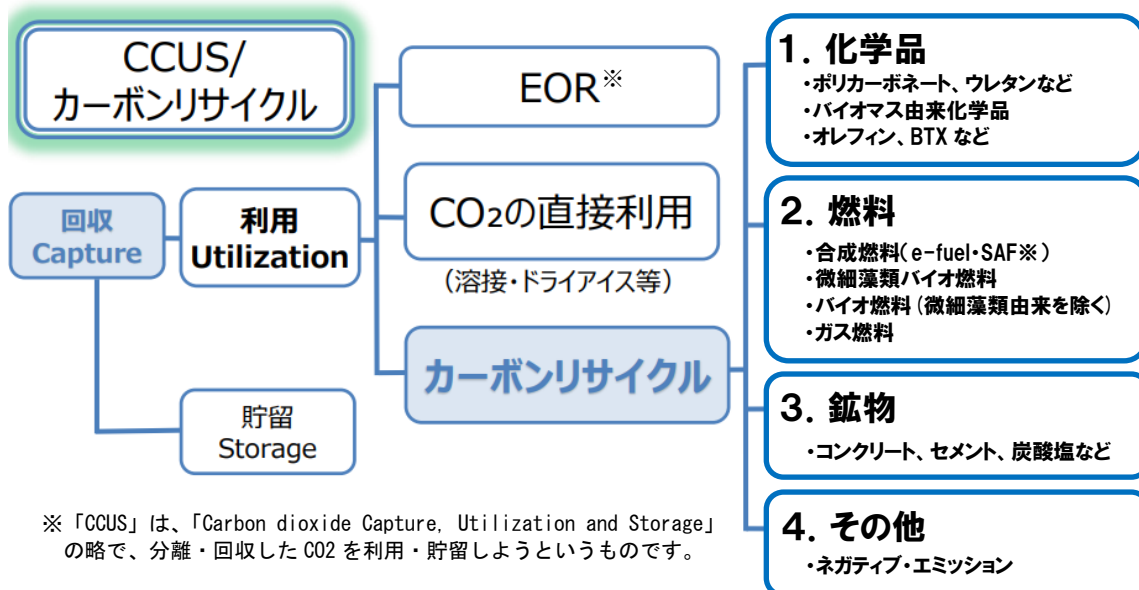 CCUS/
カーボンリサイクル
回収
Capture
利用
Utilization
貯留
Storage
EOR※
CO₂の直接利用
（溶接・ドライアイス等）
カーボンリサイクル
1. 化学品
・ポリカーボネート、ウレタンなど
・バイオマス由来化学品
・オレフィン、BTX など
2. 燃料
・合成燃料（e-fuel・SAF※）
・微細藻類バイオ燃料
・バイオ燃料（微細藻類由来を除く）
・ガス燃料
3. 鉱物
・コンクリート、セメント、炭酸塩など
4. その他
・ネガティブ・エミッション
※「CCUS」は、「Carbon dioxide Capture, Utilization and Storage」
の略で、分離・回収した CO2 を利用・貯留しようというものです。